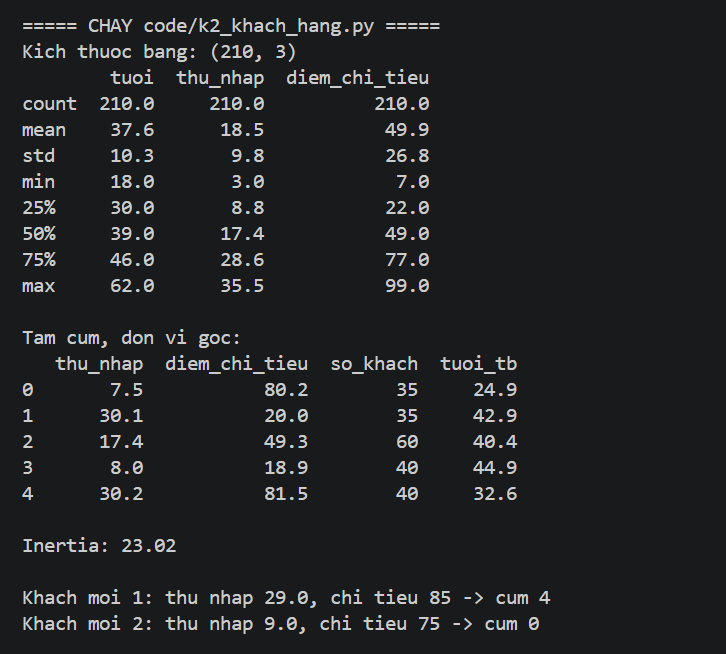 ===== CHAY code/k2_khach_hang.py =====
Kich thuoc bang: (210, 3)
tuoi thu_nhap diem_chi_tieu
count 210.0 210.0 210.0
mean 37.6 18.5 49.9
std 10.3 9.8 26.8
min 18.0 3.0 7.0
25% 30.0 8.8 22.0
50% 39.0 17.4 49.0
75% 46.0 28.6 77.0
max 62.0 35.5 99.0
Tam cum, don vi goc:
thu_nhap diem_chi_tieu so_khach tuoi_tb
0 7.5 80.2 35 24.9
1 30.1 20.0 35 42.9
2 17.4 49.3 60 40.4
3 8.0 18.9 40 44.9
4 30.2 81.5 40 32.6
Inertia: 23.02
Khach moi 1: thu nhap 29.0, chi tieu 85 -> cum 4
Khach moi 2: thu nhap 9.0, chi tieu 75 -> cum 0